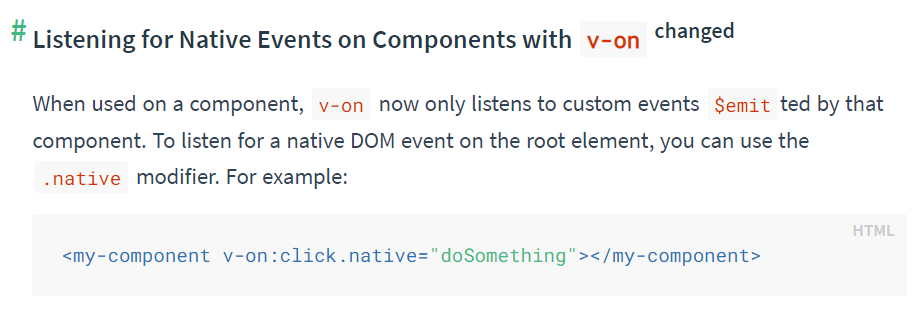 # Listening for Native Events on Components with v-on changed
When used on a component, v-on now only listens to custom events $emit ted by that
component. To listen for a native DOM event on the root element, you can use the
.native modifier. For example:
HTML
<my-component v-on:click.native="doSomething"></my-component>